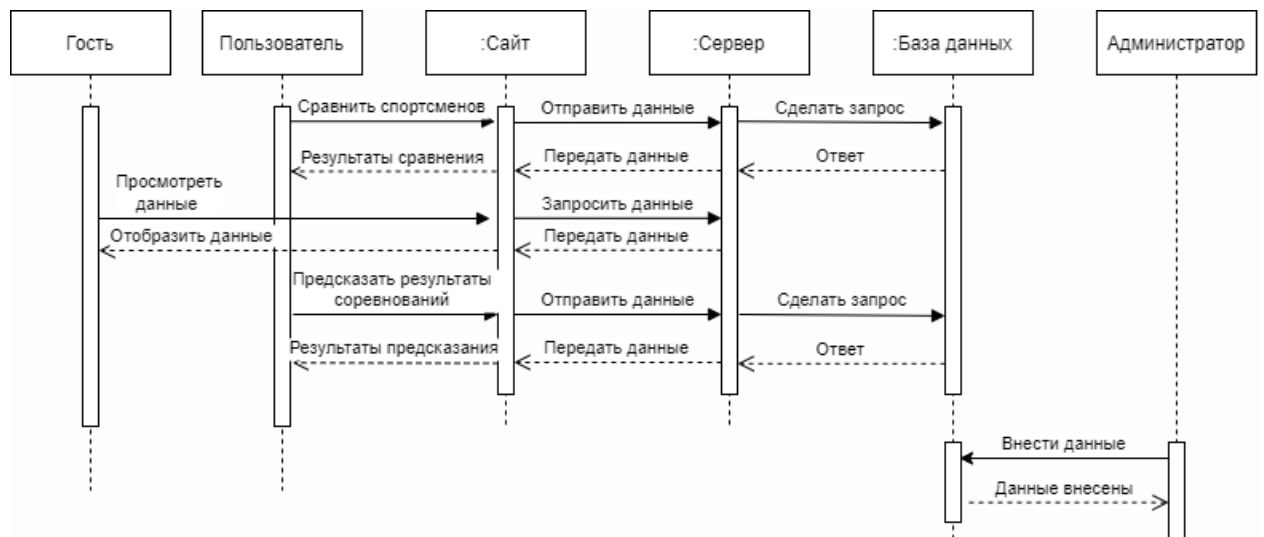 Гость
Пользователь
:Сайт
:Сервер
:База данных
Администратор
Сравнить спортсменов
Отправить данные
Сделать запрос
Результаты сравнения
Передать данные
Ответ
Просмотреть
данные
Запросить данные
Отобразить данные
Передать данные
Предсказать результаты
соревнований
Отправить данные
Сделать запрос
Результаты предсказания
Передать данные
Ответ
Внести данные
Данные внесены